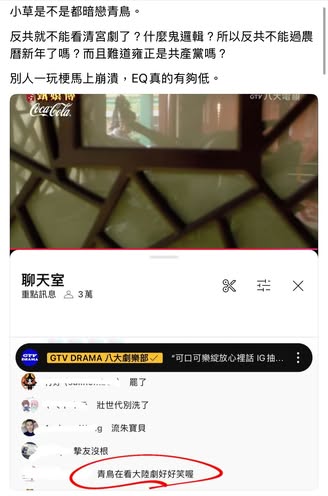 小草是不是都暗戀青鳥。
反共就不能看清宮劇了？什麼鬼邏輯？所以反共不能過農
曆新年了嗎？而且難道雍正是共產黨嗎？
別人一玩梗馬上崩潰，EQ真的有夠低。
Coca-Cola
GTV 八大電視
聊天室
重點訊息 3 萬
GTV DRAMA 八大劇樂部 "可口可樂綻放心裡話 IG抽...
罷了
壯世代別洗了
流朱寶貝
摯友沒根
青鳥在看大陸劇好好笑喔